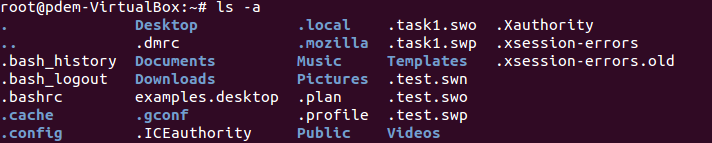 root@pdem-VirtualBox:~# ls -a
. Desktop .local .task1.swo .Xauthority
.. .dmrc .mozilla .task1.swp .xsession-errors
.bash_history Documents Music Templates .xsession-errors.old
.bash_logout Downloads Pictures .test.swn
.bashrc examples.desktop .plan .test.swo
.cache .gconf .profile .test.swp
.config .ICEauthority Public Videos